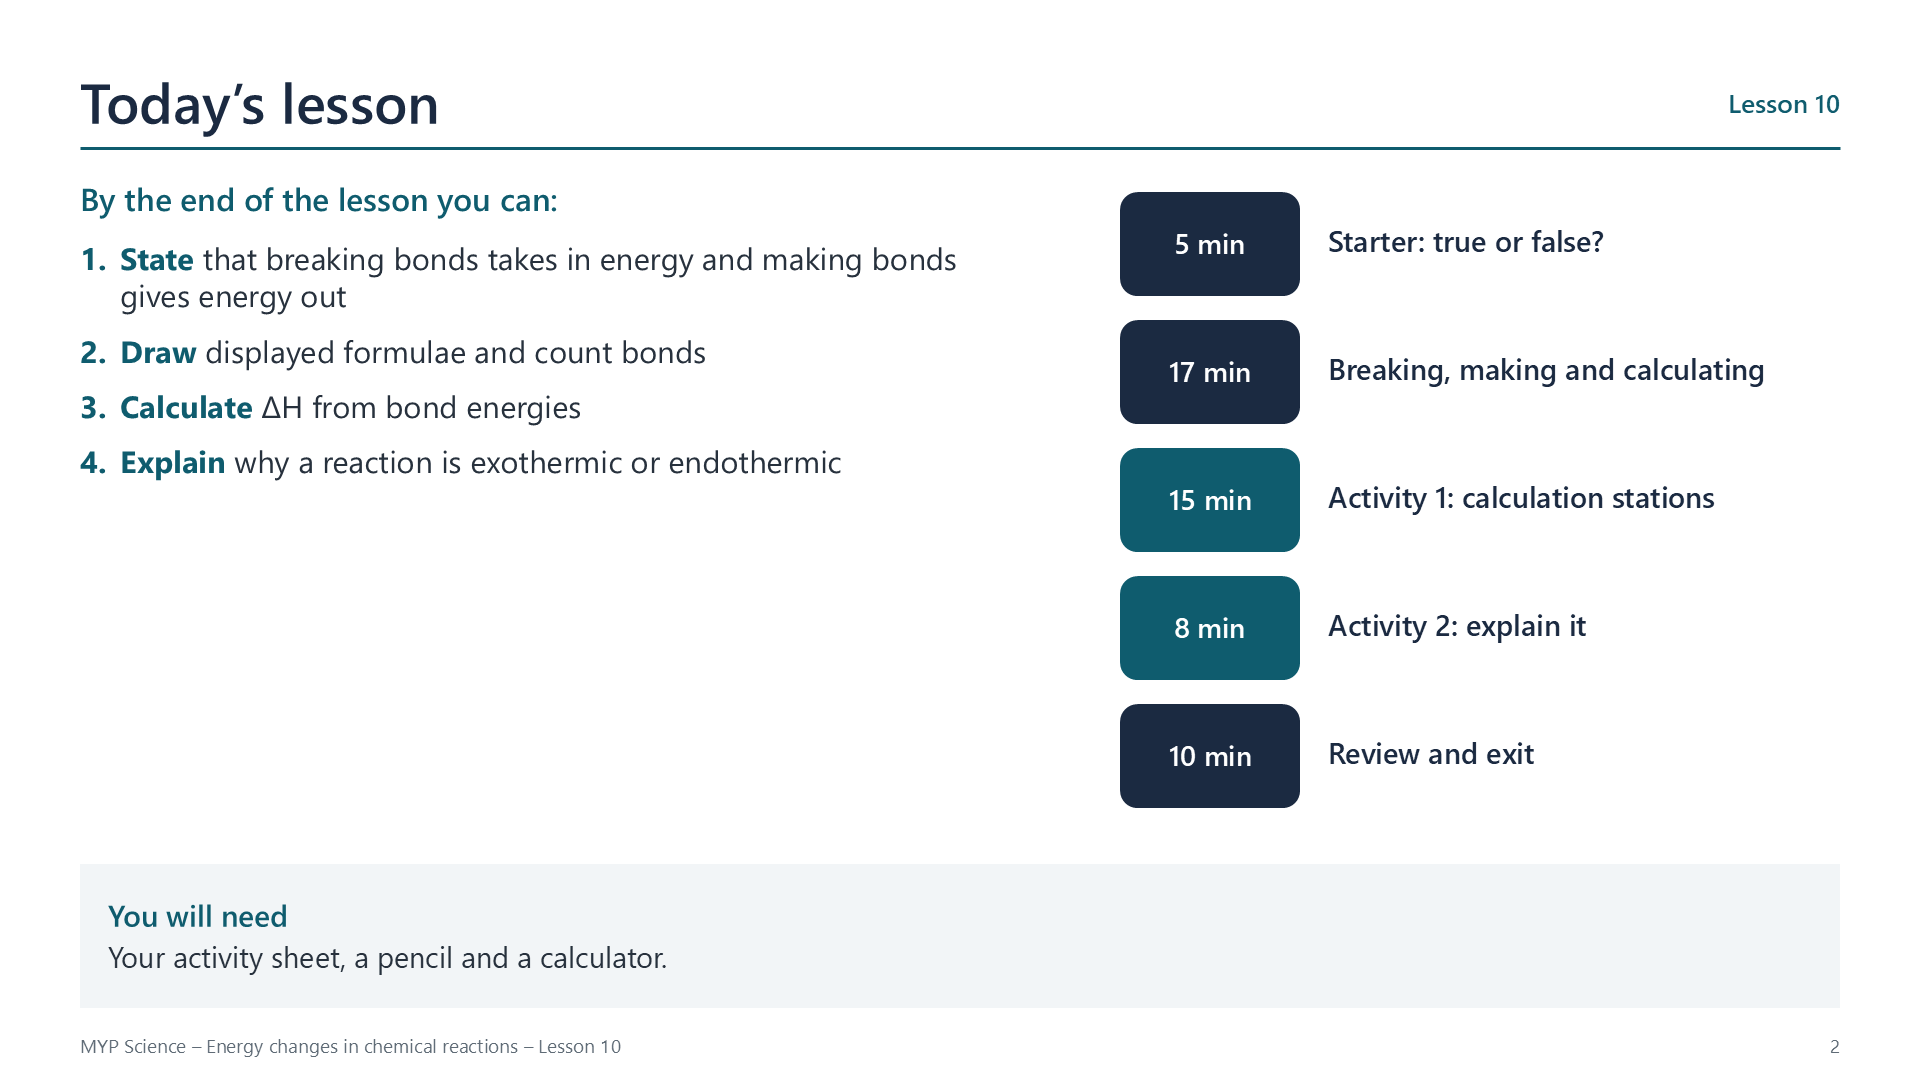 Today’s lesson
Lesson 10
By the end of the lesson you can:
1. State that breaking bonds takes in energy and making bonds
gives energy out
2. Draw displayed formulae and count bonds
3. Calculate ΔH from bond energies
4. Explain why a reaction is exothermic or endothermic
5 min
Starter: true or false?
17 min
Breaking, making and calculating
15 min
Activity 1: calculation stations
8 min
Activity 2: explain it
10 min
Review and exit
You will need
Your activity sheet, a pencil and a calculator.
MYP Science – Energy changes in chemical reactions – Lesson 10
2